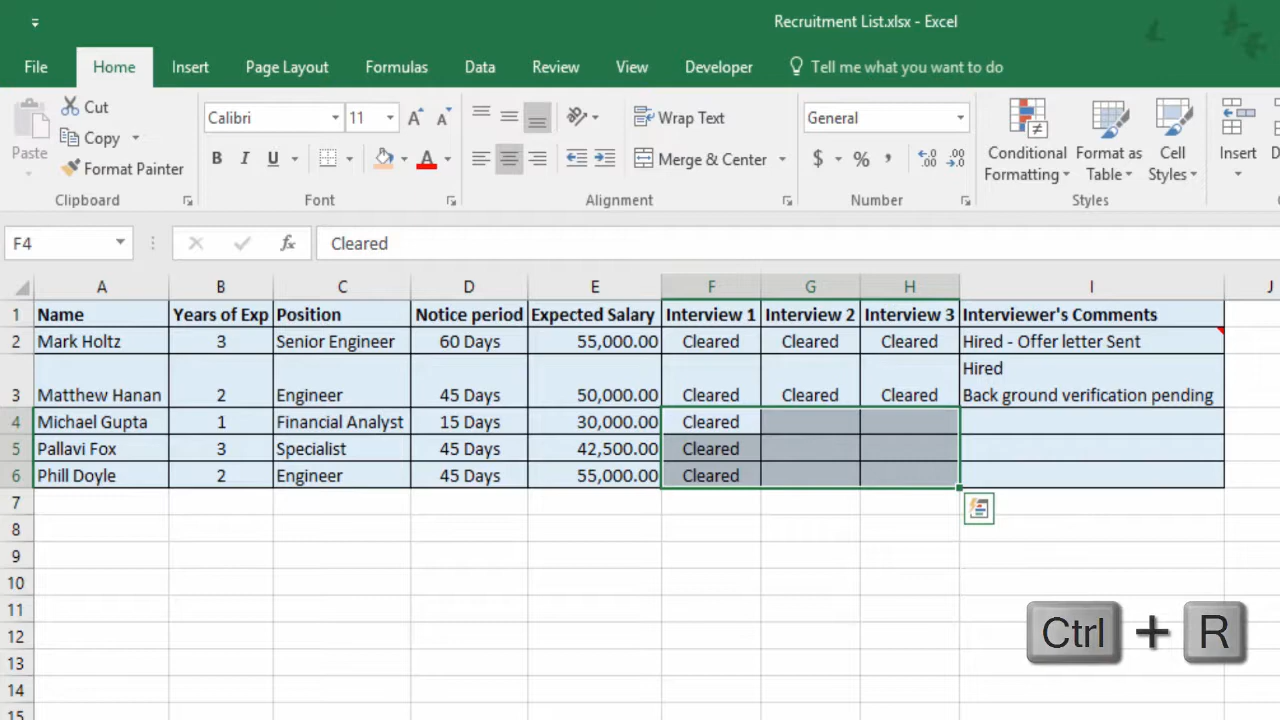 Recruitment List.xlsx - Excel
File Home Insert Page Layout Formulas Data Review View Developer Tell me what you want to do
Paste Cut Copy Format Painter Clipboard
Calibri 11 B I U A Font
Wrap Text Merge & Center Alignment
General $ % , Number
Conditional Formatting Format as Table Cell Styles Styles
Insert
F4 fx Cleared
A B C D E F G H I J
1 Name Years of Exp Position Notice period Expected Salary Interview 1 Interview 2 Interview 3 Interviewer's Comments
2 Mark Holtz 3 Senior Engineer 60 Days 55,000.00 Cleared Cleared Cleared Hired - Offer letter Sent
Hired
3 Matthew Hanan 2 Engineer 45 Days 50,000.00 Cleared Cleared Cleared Back ground verification pending
4 Michael Gupta 1 Financial Analyst 15 Days 30,000.00 Cleared
5 Pallavi Fox 3 Specialist 45 Days 42,500.00 Cleared
6 Phill Doyle 2 Engineer 45 Days 55,000.00 Cleared
7
8
9
10
11
12
13
14
15
Ctrl + R